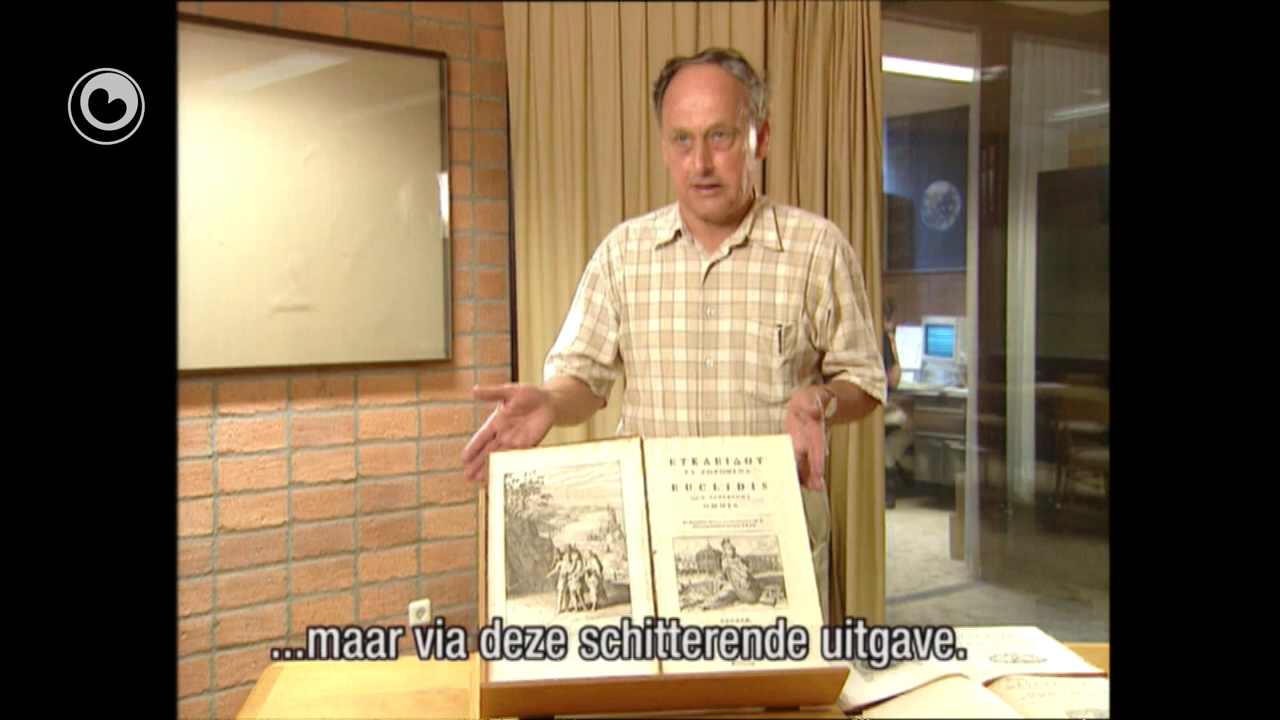 ΕΥΚΛΕΙΔΟΥ
ΤΑ ΣΩΖΟΜΕΝΑ
EUCLIDIS
QUÆ SUPERSUNT
OMNIA
...maar via deze schitterende uitgave.